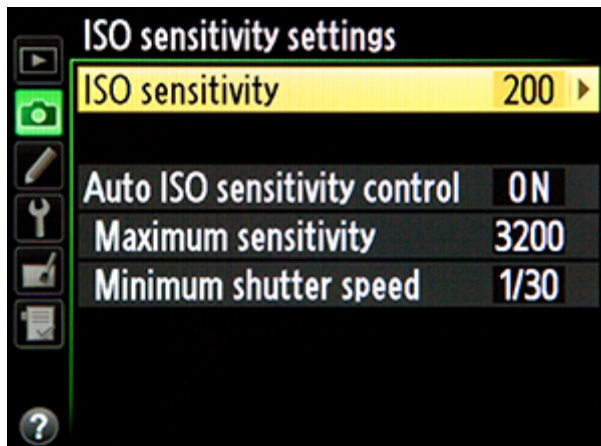 ISO sensitivity settings
ISO sensitivity 200
Auto ISO sensitivity control ON
Maximum sensitivity 3200
Minimum shutter speed 1/30
?